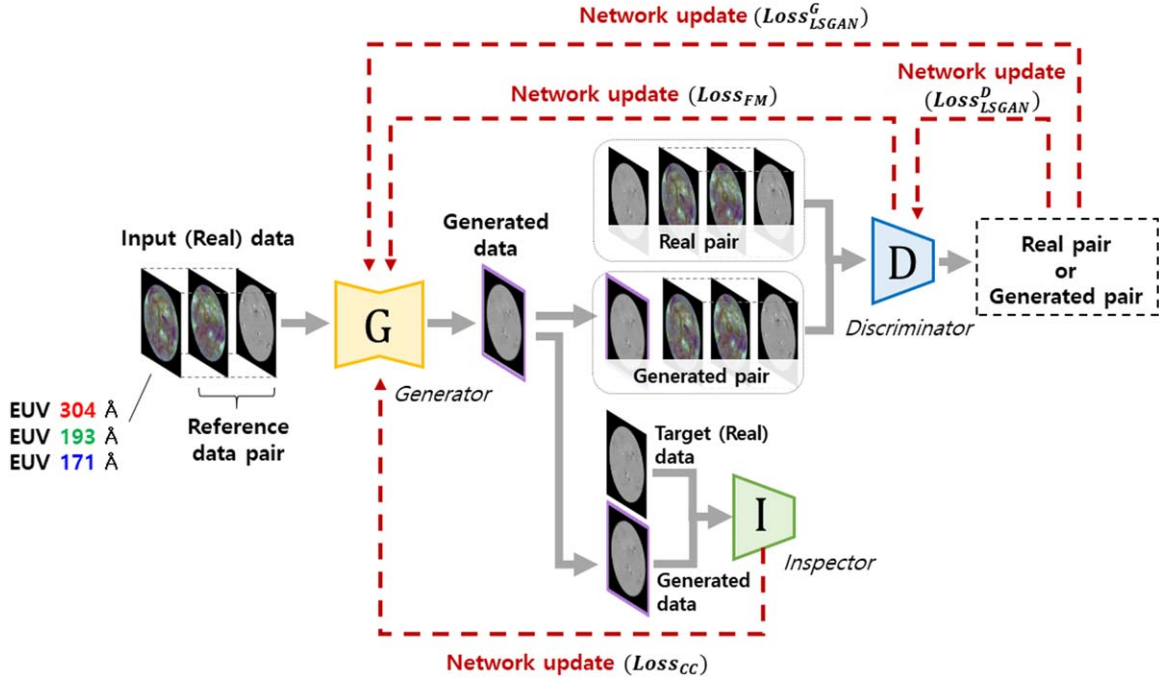 Network update (Loss^G_LSGAN)
Network update
(Loss^D_LSGAN)
Network update (Loss_FM)
Generated
data
Input (Real) data
Real pair
G
D
Real pair
or
Generated pair
Discriminator
Generated pair
Generator
EUV 304 Å
EUV 193 Å
EUV 171 Å
Reference
data pair
Target (Real)
data
I
Inspector
Generated
data
Network update (Loss_CC)